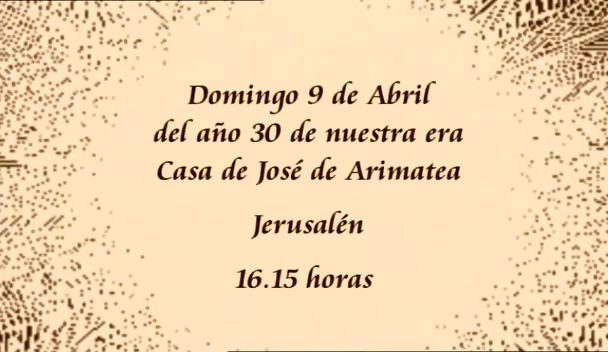 Domingo 9 de Abril
del año 30 de nuestra era
Casa de José de Arimatea
Jerusalén
16.15 horas